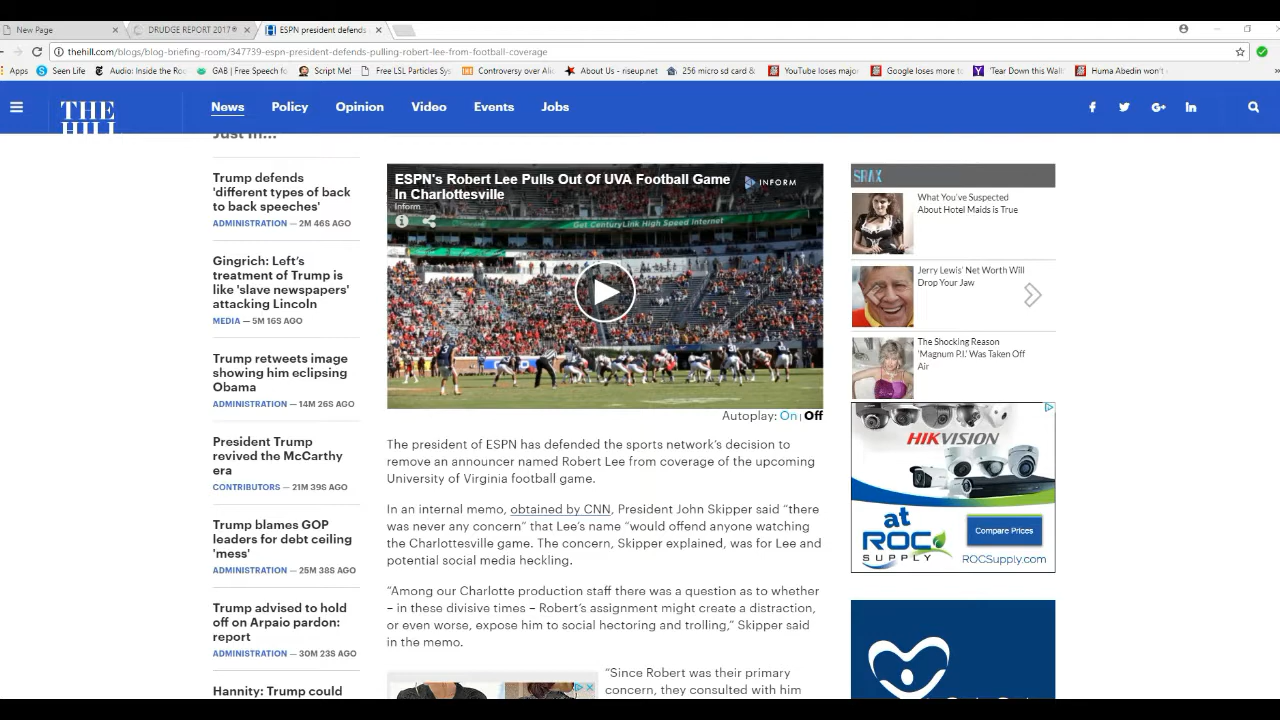 New Page
DRUDGE REPORT 2017®
ESPN president defends
thehill.com/blogs/blog-briefing-room/347739-espn-president-defends-pulling-robert-lee-from-football-coverage
Apps
Seen Life
Audio: Inside the Ro
GAB | Free Speech fo
Script Me!
Free LSL Particles Sys
Controversy over Ali
About Us - riseup.net
256 micro sd card &
YouTube loses major
Google loses more to
'Tear Down this Wall'
Huma Abedin won't
THE
HILL
News
Policy
Opinion
Video
Events
Jobs
Just In...
Trump defends
'different types of back
to back speeches'
ADMINISTRATION — 2M 46S AGO
Gingrich: Left's
treatment of Trump is
like 'slave newspapers'
attacking Lincoln
MEDIA — 5M 16S AGO
Trump retweets image
showing him eclipsing
Obama
ADMINISTRATION — 14M 26S AGO
President Trump
revived the McCarthy
era
CONTRIBUTORS — 21M 39S AGO
Trump blames GOP
leaders for debt ceiling
'mess'
ADMINISTRATION — 25M 38S AGO
Trump advised to hold
off on Arpaio pardon:
report
ADMINISTRATION — 30M 23S AGO
Hannity: Trump could
ESPN's Robert Lee Pulls Out Of UVA Football Game
In Charlottesville
Inform
INFORM
Get CenturyLink High Speed Internet
Autoplay: On | Off
The president of ESPN has defended the sports network's decision to
remove an announcer named Robert Lee from coverage of the upcoming
University of Virginia football game.
In an internal memo, obtained by CNN, President John Skipper said "there
was never any concern" that Lee's name "would offend anyone watching
the Charlottesville game. The concern, Skipper explained, was for Lee and
potential social media heckling.
"Among our Charlotte production staff there was a question as to whether
– in these divisive times – Robert's assignment might create a distraction,
or even worse, expose him to social hectoring and trolling," Skipper said
in the memo.
"Since Robert was their primary
concern, they consulted with him
SRAX
What You've Suspected
About Hotel Maids is True
Jerry Lewis' Net Worth Will
Drop Your Jaw
The Shocking Reason
'Magnum P.I.' Was Taken Off
Air
HIKVISION
at
ROC
SUPPLY
Compare Prices
ROCSupply.com